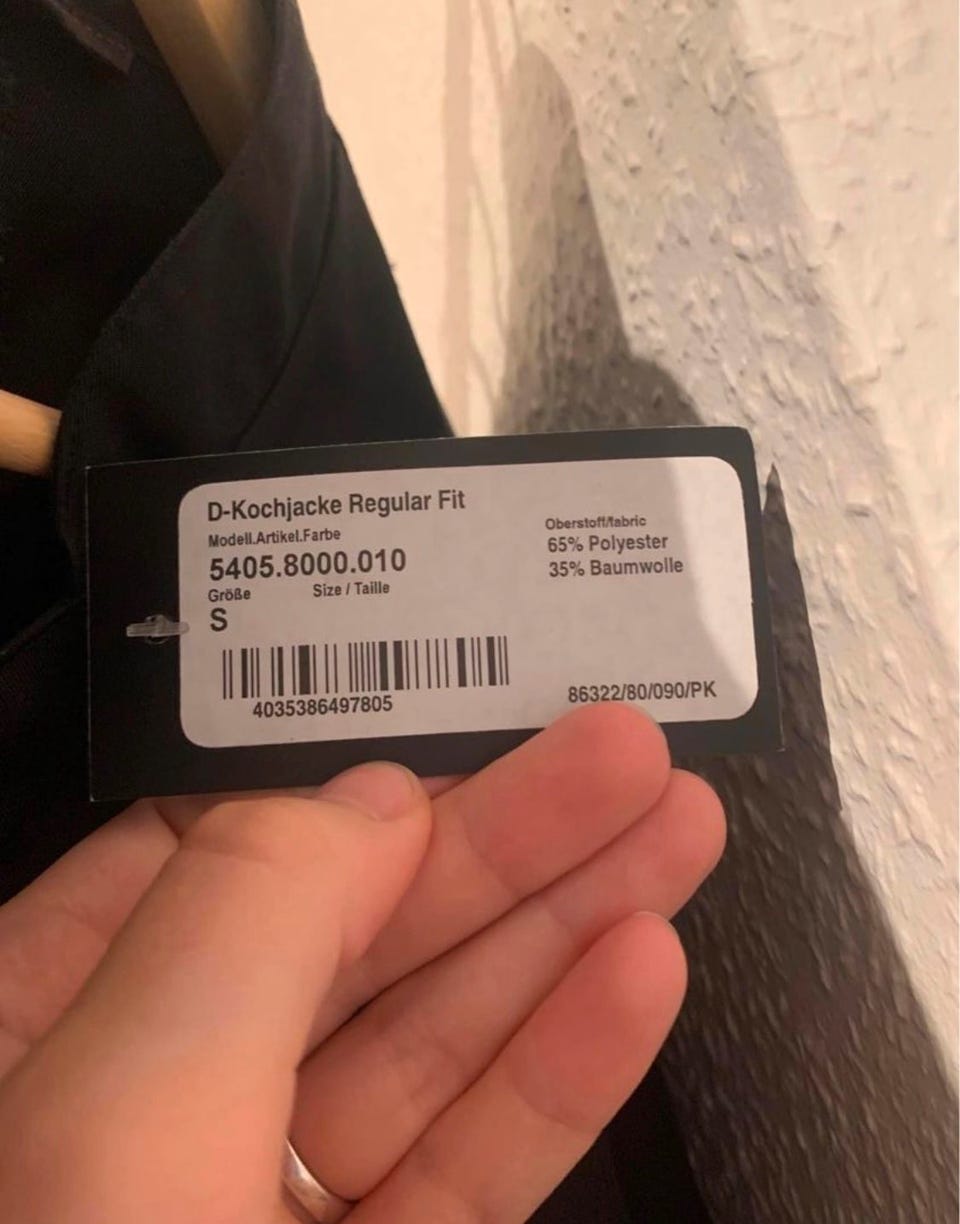 D-Kochjacke Regular Fit
Modell.Artikel.Farbe
5405.8000.010
Größe Size / Taille
S
4035386497805
Oberstoff/fabric
65% Polyester
35% Baumwolle
86322/80/090/PK